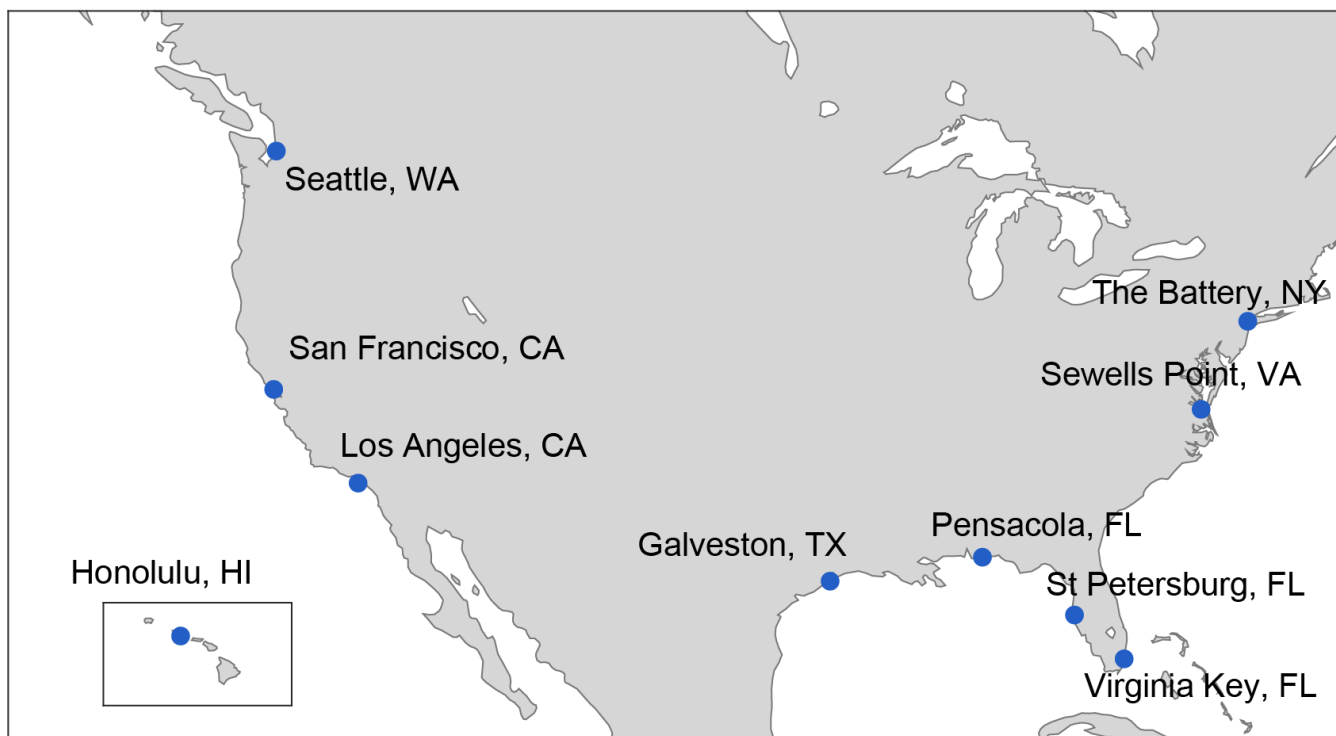 Seattle, WA
The Battery, NY
San Francisco, CA
Sewells Point, VA
Los Angeles, CA
Pensacola, FL
Galveston, TX
Honolulu, HI
St Petersburg, FL
Virginia Key, FL